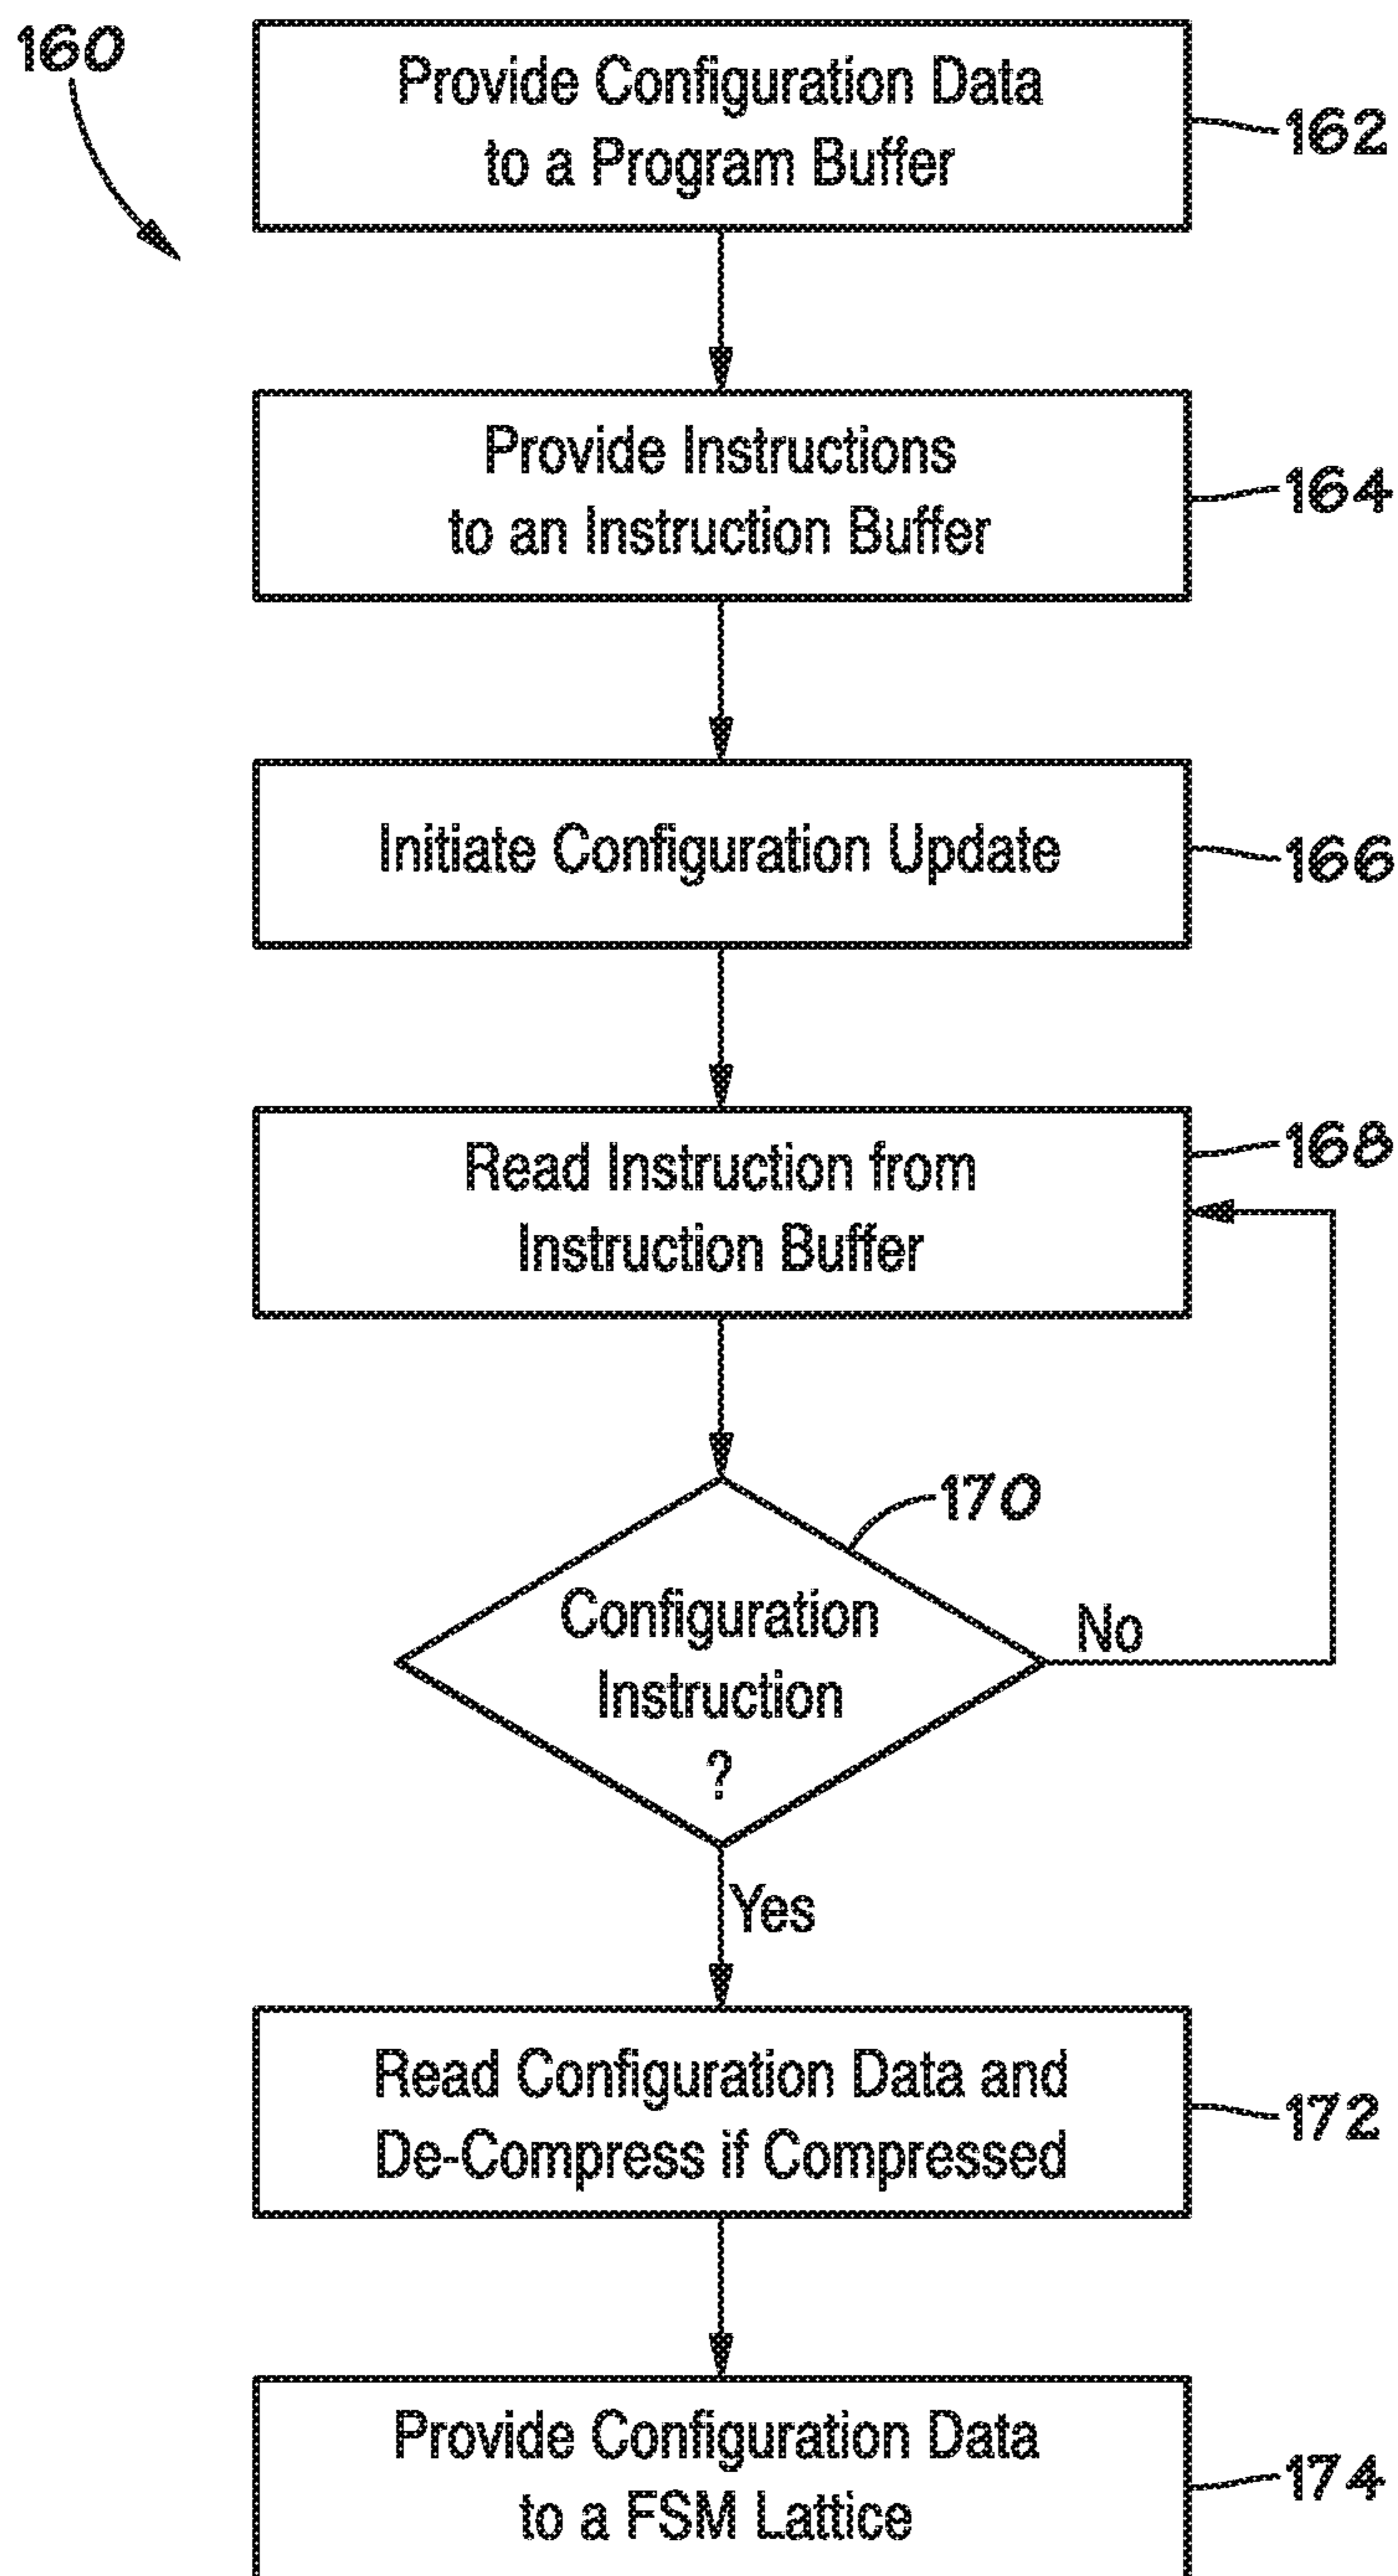 160
Provide Configuration Data
to a Program Buffer
162
Provide Instructions
to an Instruction Buffer
164
Initiate Configuration Update
166
Read Instruction from
Instruction Buffer
168
Configuration
Instruction
?
170
No
Yes
Read Configuration Data and
De-Compress if Compressed
172
Provide Configuration Data
to a FSM Lattice
174